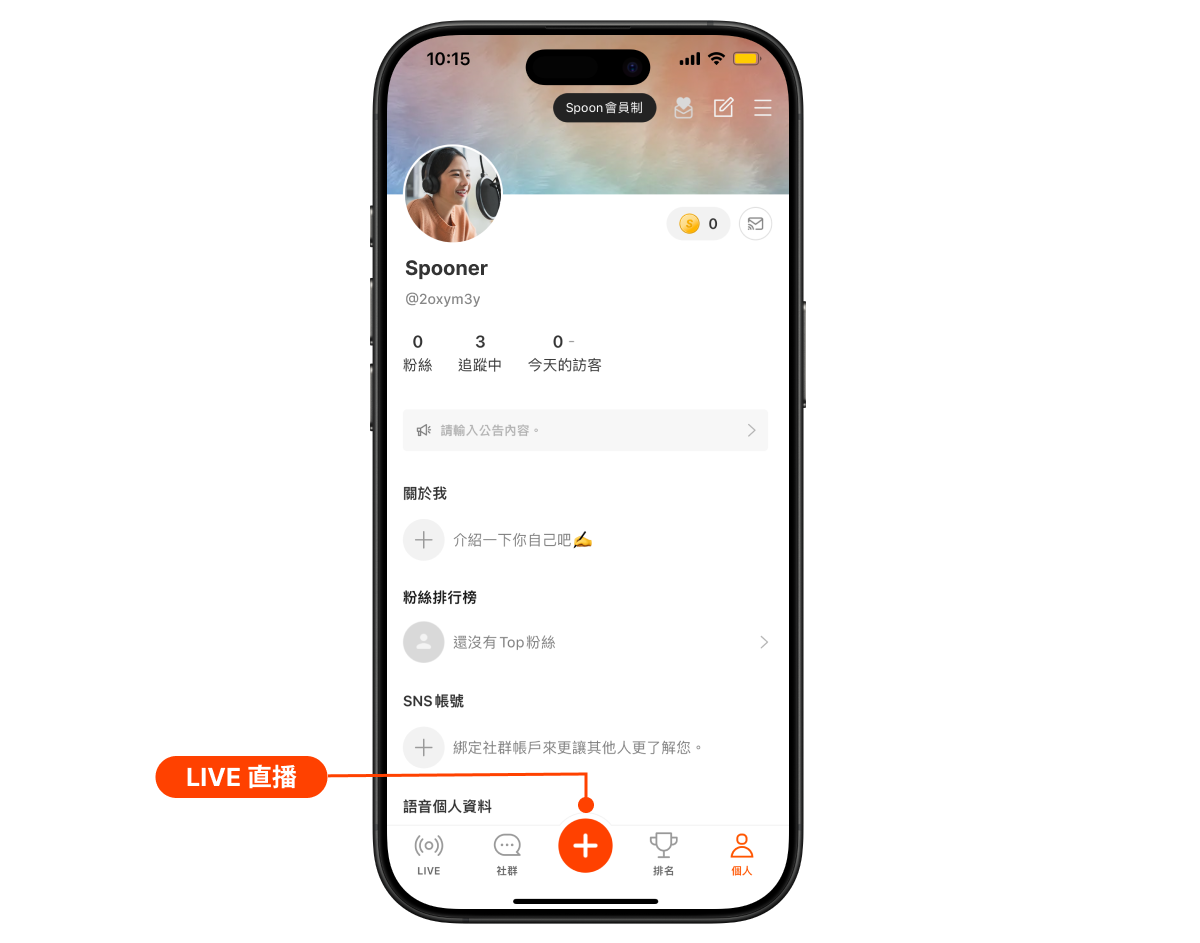 10:15
Spoon會員制
S 0
Spooner
@2oxym3y
0 3 0 -
粉絲 追蹤中 今天的訪客
請輸入公告內容。
關於我
介紹一下你自己吧✍️
粉絲排行榜
還沒有Top粉絲
SNS帳號
綁定社群帳戶來更讓其他人更了解您。
LIVE 直播
語音個人資料
LIVE 社群 排名 個人